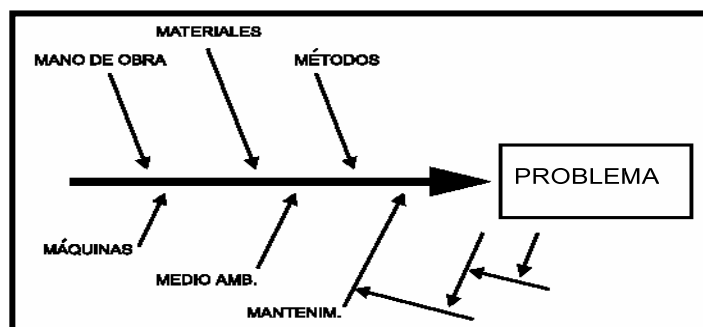 MATERIALES
MANO DE OBRA
MÉTODOS
PROBLEMA
MÁQUINAS
MEDIO AMB.
MANTENIM.